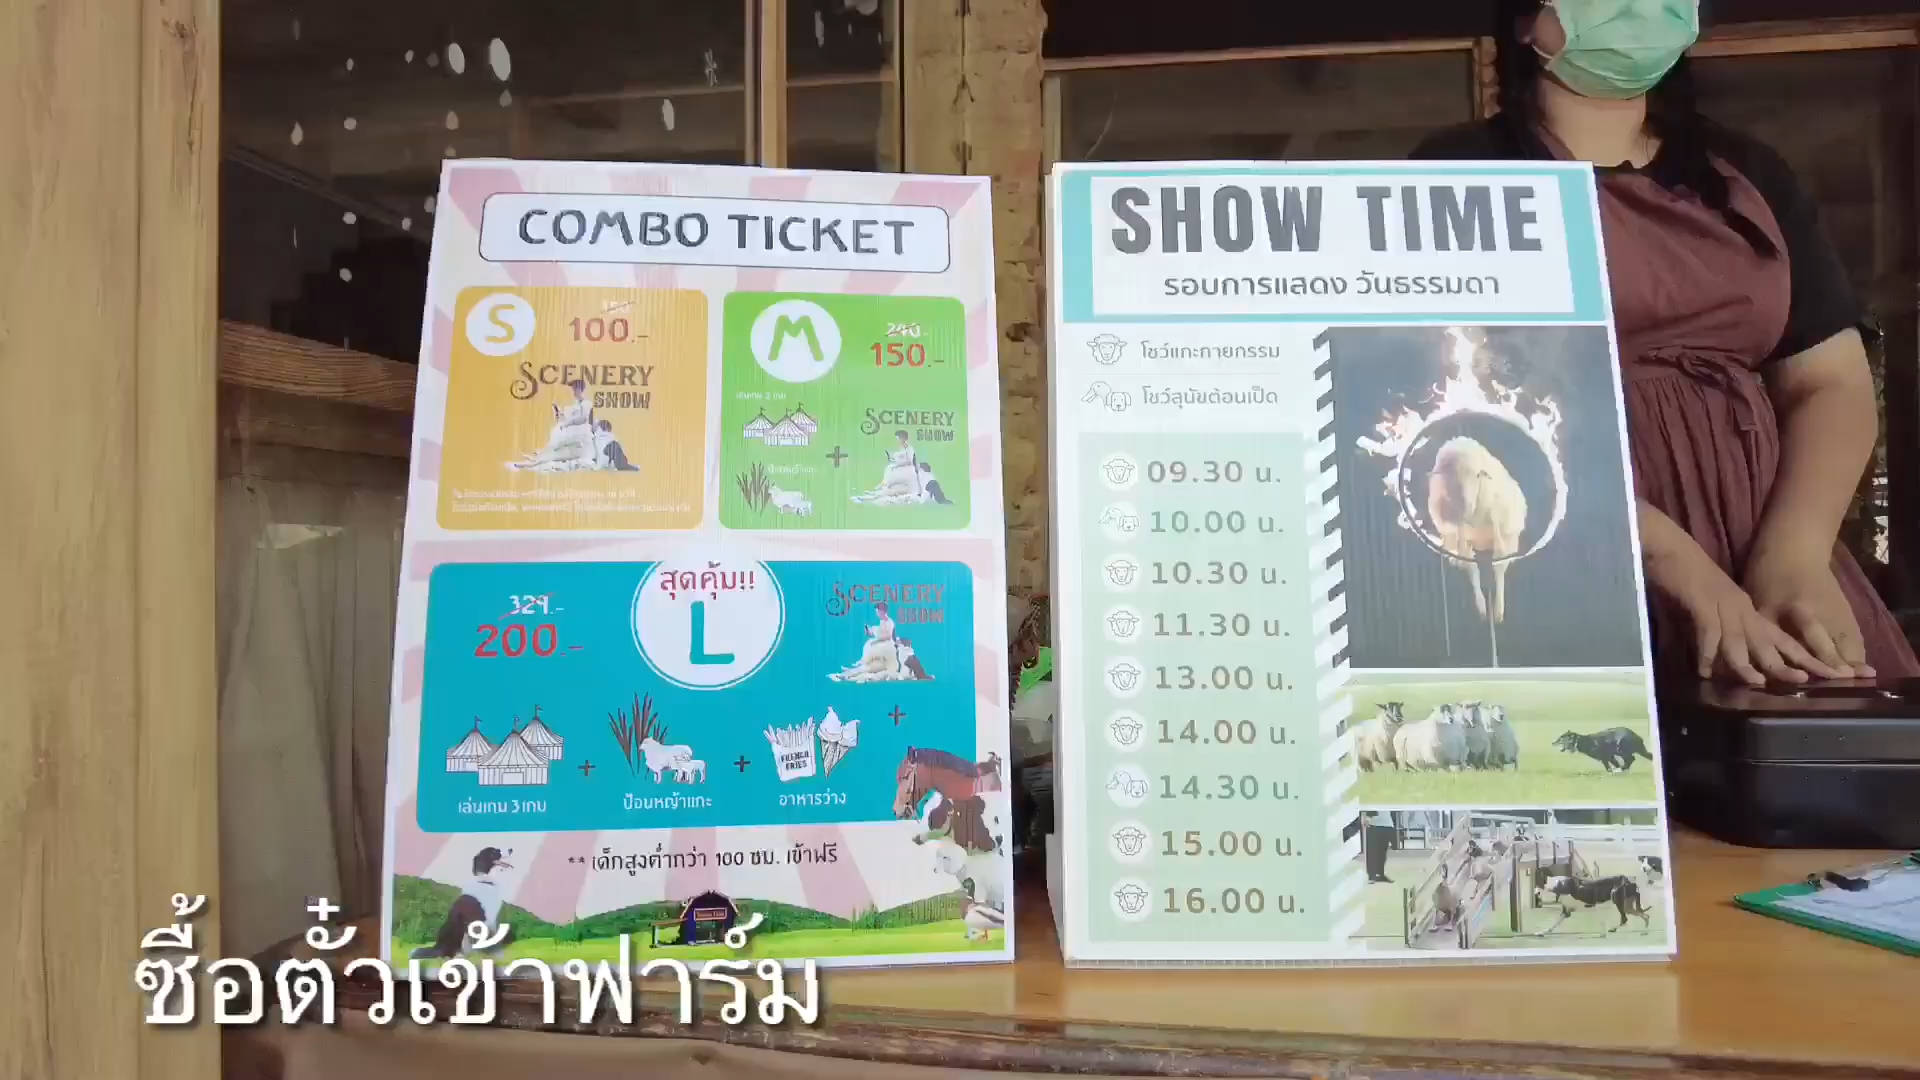 COMBO TICKET
S
150.-
100.-
SCENERY
SHOW
M
240.-
150.-
SCENERY
SHOW
+
สุดคุ้ม!!
L
329.-
200.-
SCENERY
SHOW
+
FRENCH
FRIES
+
+
เล่นเกม 3 เกม
ป้อนหญ้าแกะ
อาหารว่าง
** เด็กสูงต่ำกว่า 100 ซม. เข้าฟรี
SHOW TIME
รอบการแสดง วันธรรมดา
โชว์แกะกายกรรม
โชว์สุนัขต้อนเป็ด
09.30 น.
10.00 น.
10.30 น.
11.30 น.
13.00 น.
14.00 น.
14.30 น.
15.00 น.
16.00 น.
ซื้อตั๋วเข้าฟาร์ม